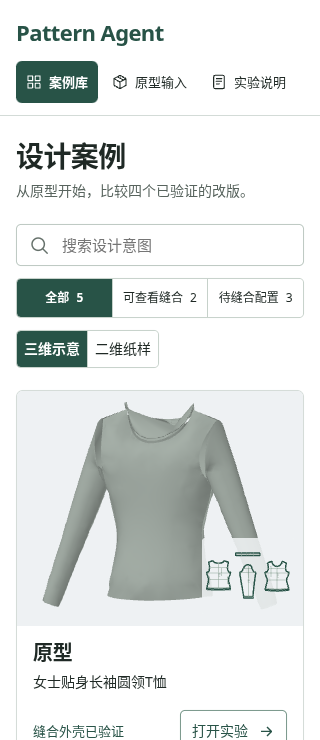 Pattern Agent
案例库 原型输入 实验说明
设计案例
从原型开始，比较四个已验证的改版。
搜索设计意图
全部 5 可查看缝合 2 待缝合配置 3
三维示意 二维纸样
原型
女士贴身长袖圆领T恤
缝合外壳已验证 打开实验 →